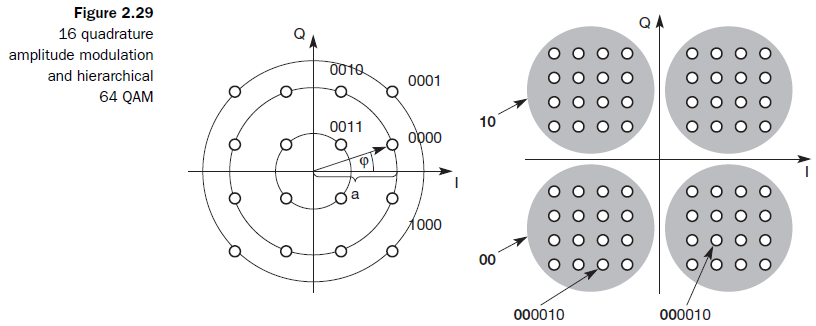 Figure 2.29
16 quadrature
amplitude modulation
and hierarchical
64 QAM
Q
0010
0001
0011
0000
φ
I
a
1000
Q
10
I
00
000010
000010